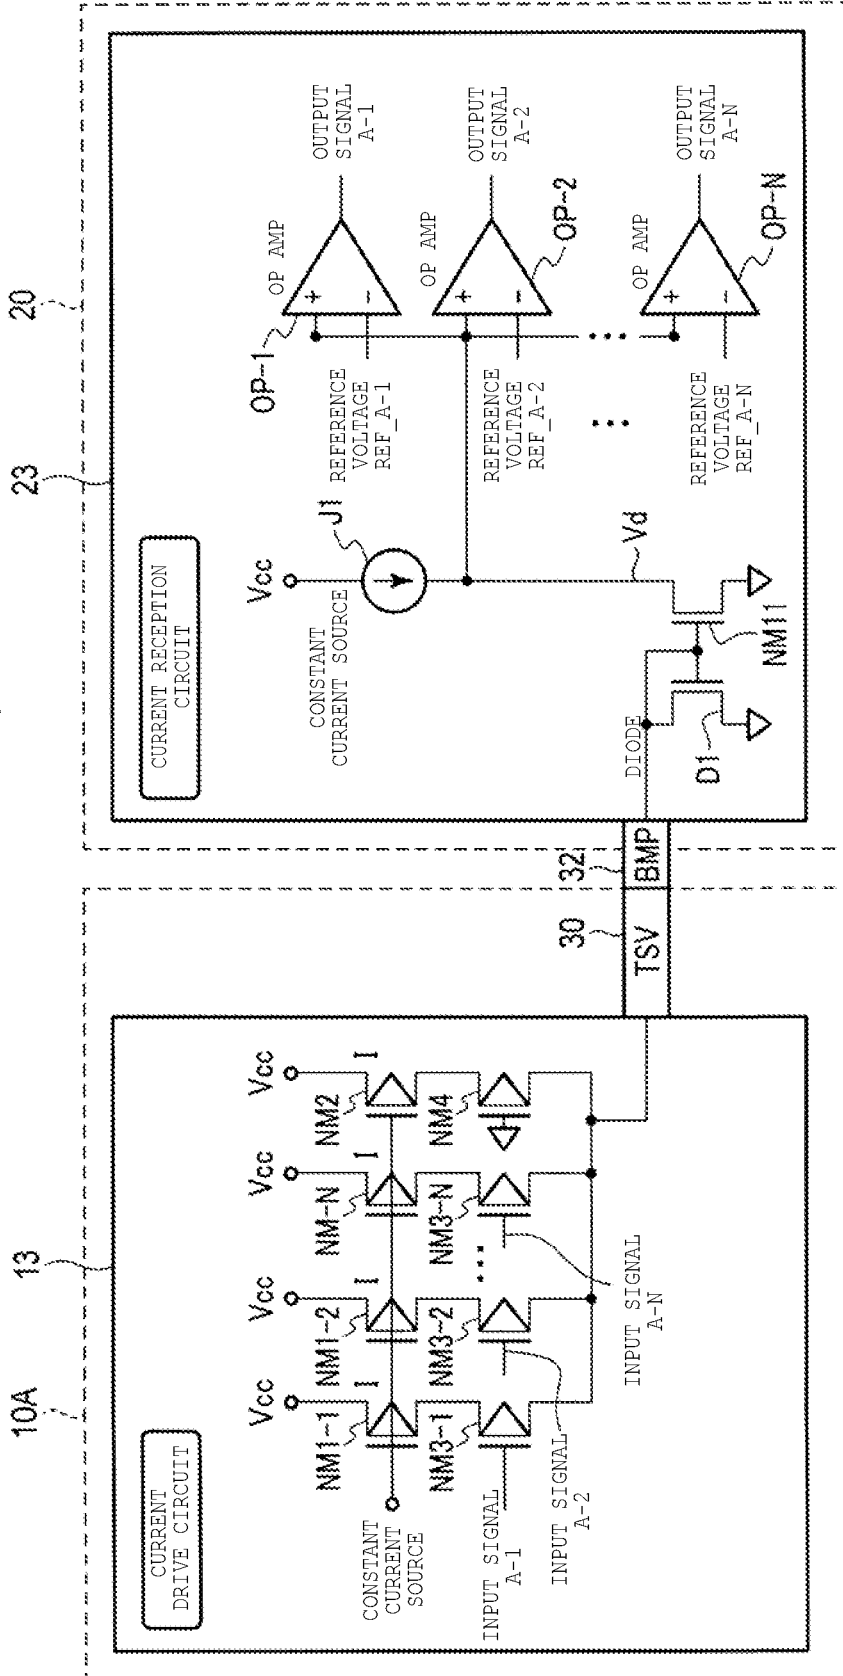 10A
13
CURRENT
DRIVE CIRCUIT
Vcc
Vcc
Vcc
Vcc
I
I
I
I
NM1-1
NM1-2
NM-N
NM2
CONSTANT
CURRENT
SOURCE
NM3-1
NM3-2
NM3-N
NM4
INPUT SIGNAL
A-1
INPUT SIGNAL
A-2
INPUT SIGNAL
A-N
30
TSV
32
BMP
20
23
CURRENT RECEPTION
CIRCUIT
Vcc
J1
CONSTANT
CURRENT SOURCE
Vd
DIODE
D1
NM11
OP-1
OP AMP
+
−
REFERENCE
VOLTAGE
REF_A-1
OUTPUT
SIGNAL
A-1
OP AMP
OP-2
+
−
REFERENCE
VOLTAGE
REF_A-2
OUTPUT
SIGNAL
A-2
OP AMP
OP-N
+
−
REFERENCE
VOLTAGE
REF_A-N
OUTPUT
SIGNAL
A-N